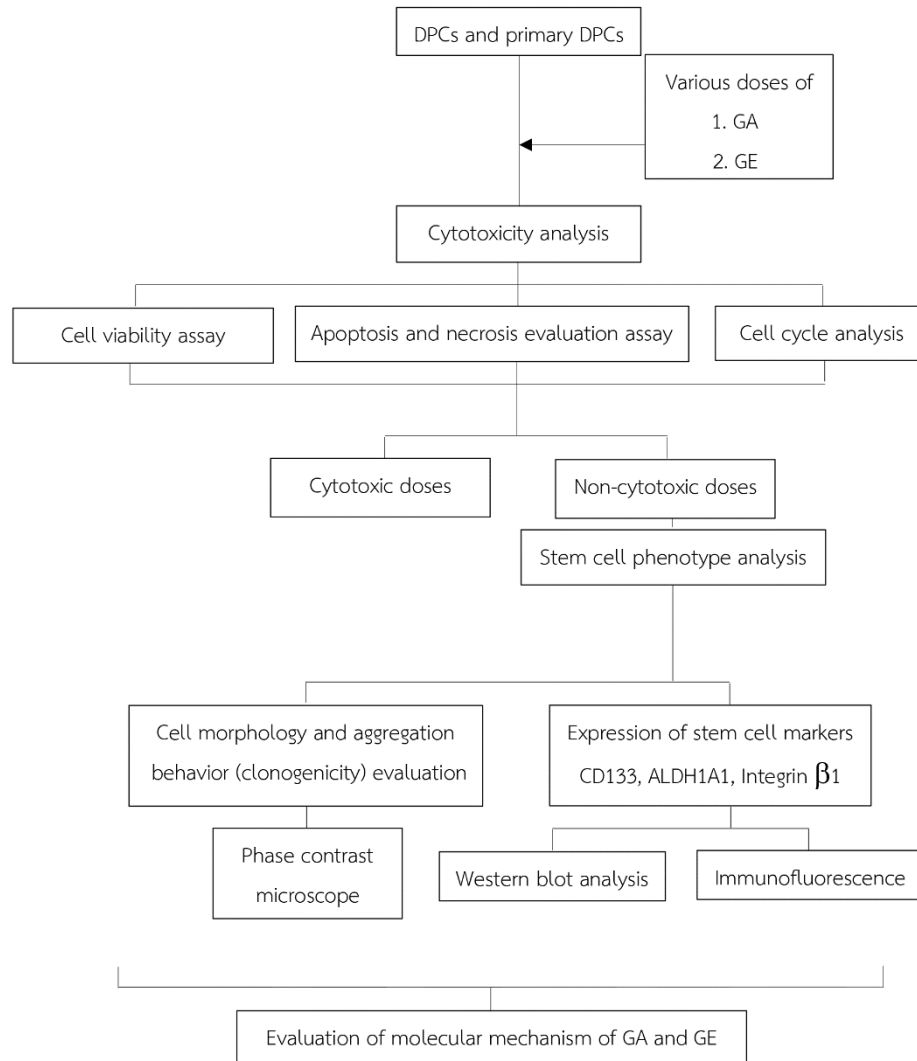 DPCs and primary DPCs
Various doses of
1. GA
2. GE
Cytotoxicity analysis
Cell viability assay
Apoptosis and necrosis evaluation assay
Cell cycle analysis
Cytotoxic doses
Non-cytotoxic doses
Stem cell phenotype analysis
Cell morphology and aggregation
behavior (clonogenicity) evaluation
Expression of stem cell markers
CD133, ALDH1A1, Integrin β1
Phase contrast
microscope
Western blot analysis
Immunofluorescence
Evaluation of molecular mechanism of GA and GE